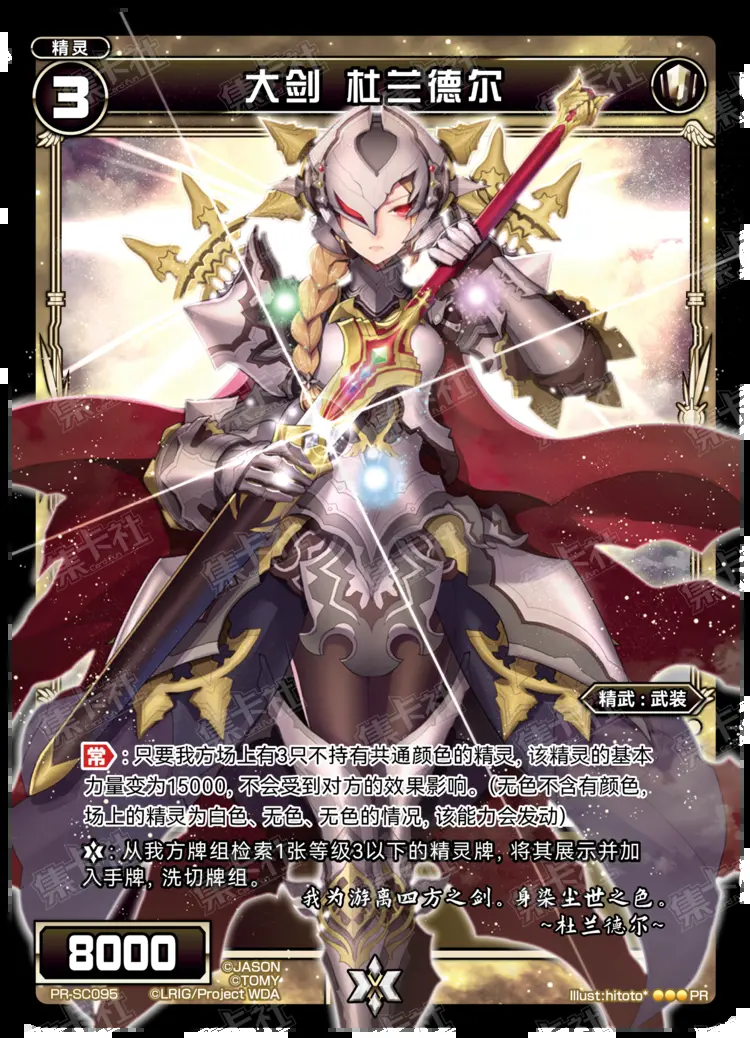 精灵
3
大剑 杜兰德尔
精武：武装
常：只要我方场上有3只不持有共通颜色的精灵，该精灵的基本
力量变为15000，不会受到对方的效果影响。（无色不含有颜色，
场上的精灵为白色、无色、无色的情况，该能力会发动）
：从我方牌组检索1张等级3以下的精灵牌，将其展示并加
入手牌，洗切牌组。
我为游离四方之剑。身染尘世之色。
~杜兰德尔~
8000
©JASON
©TOMY
PR-SC095 ©LRIG/Project WDA
Illust:hitoto* PR
集卡社